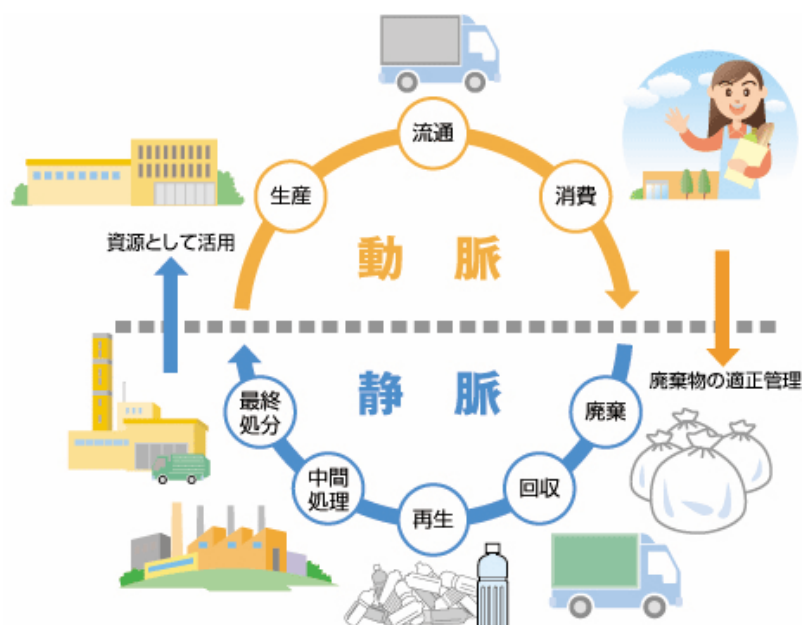 流通
生産
消費
資源として活用
動脈
静脈
廃棄物の適正管理
最終
処分
廃棄
中間
処理
回収
再生